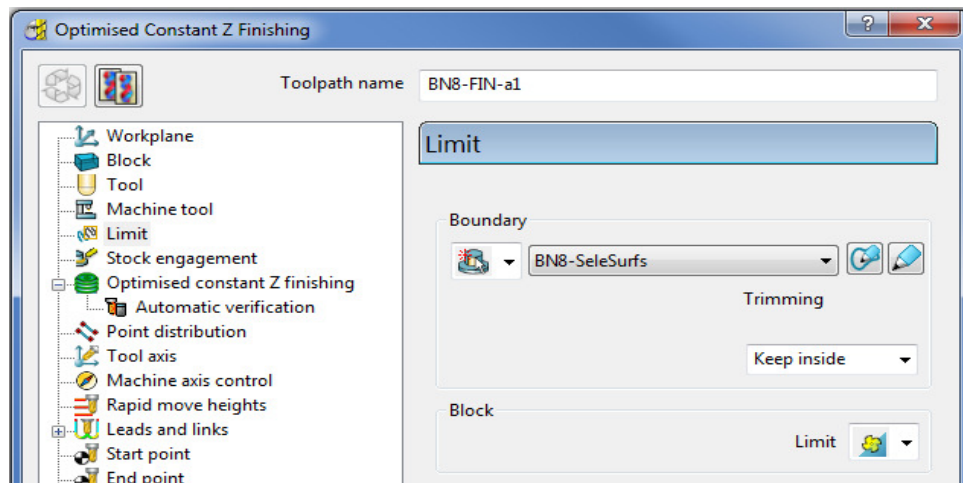 Optimised Constant Z Finishing
?
Toolpath name BN8-FIN-a1
Workplane
Block
Tool
Machine tool
Limit
Stock engagement
Optimised constant Z finishing
Automatic verification
Point distribution
Tool axis
Machine axis control
Rapid move heights
Leads and links
Start point
End point
Limit
Boundary
BN8-SeleSurfs
Trimming
Keep inside
Block
Limit